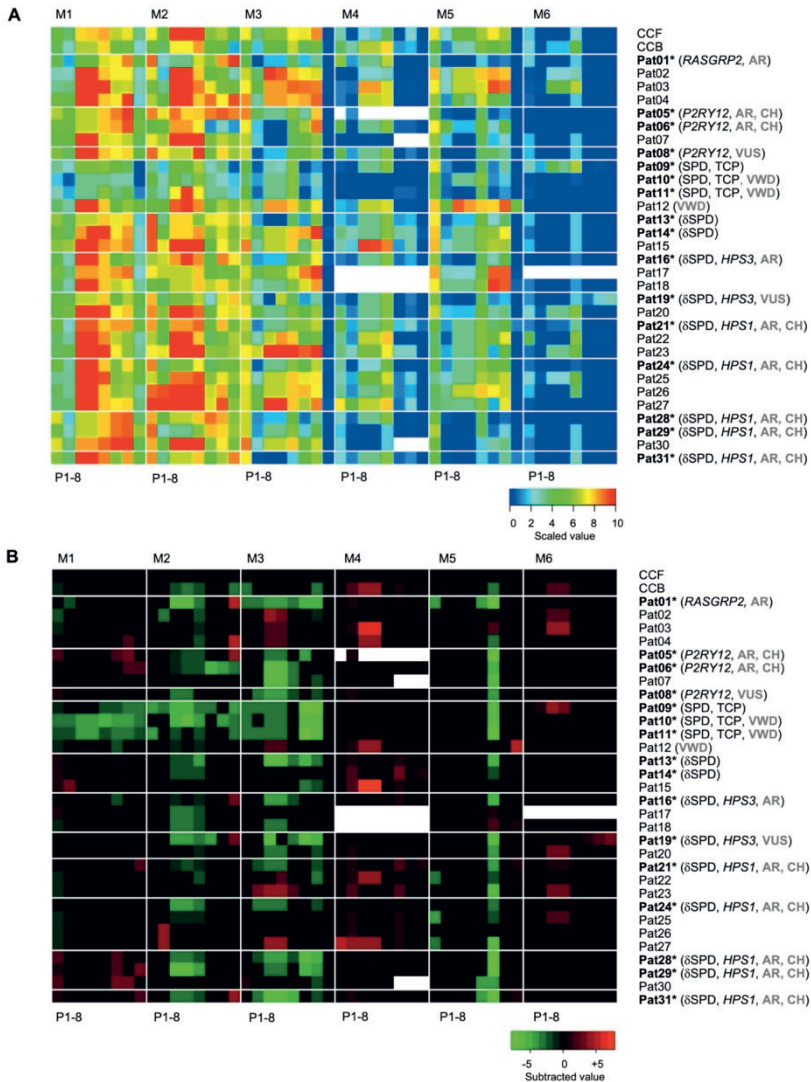 A
M1 M2 M3 M4 M5 M6
CCF
CCB
Pat01* (RASGRP2, AR)
Pat02
Pat03
Pat04
Pat05* (P2RY12, AR, CH)
Pat06* (P2RY12, AR, CH)
Pat07
Pat08* (P2RY12, VUS)
Pat09* (SPD, TCP)
Pat10* (SPD, TCP, VWD)
Pat11* (SPD, TCP, VWD)
Pat12 (VWD)
Pat13* (δSPD)
Pat14* (δSPD)
Pat15
Pat16* (δSPD, HPS3, AR)
Pat17
Pat18
Pat19* (δSPD, HPS3, VUS)
Pat20
Pat21* (δSPD, HPS1, AR, CH)
Pat22
Pat23
Pat24* (δSPD, HPS1, AR, CH)
Pat25
Pat26
Pat27
Pat28* (δSPD, HPS1, AR, CH)
Pat29* (δSPD, HPS1, AR, CH)
Pat30
Pat31* (δSPD, HPS1, AR, CH)
P1-8 P1-8 P1-8 P1-8 P1-8 P1-8
0 2 4 6 8 10
Scaled value
B
M1 M2 M3 M4 M5 M6
CCF
CCB
Pat01* (RASGRP2, AR)
Pat02
Pat03
Pat04
Pat05* (P2RY12, AR, CH)
Pat06* (P2RY12, AR, CH)
Pat07
Pat08* (P2RY12, VUS)
Pat09* (SPD, TCP)
Pat10* (SPD, TCP, VWD)
Pat11* (SPD, TCP, VWD)
Pat12 (VWD)
Pat13* (δSPD)
Pat14* (δSPD)
Pat15
Pat16* (δSPD, HPS3, AR)
Pat17
Pat18
Pat19* (δSPD, HPS3, VUS)
Pat20
Pat21* (δSPD, HPS1, AR, CH)
Pat22
Pat23
Pat24* (δSPD, HPS1, AR, CH)
Pat25
Pat26
Pat27
Pat28* (δSPD, HPS1, AR, CH)
Pat29* (δSPD, HPS1, AR, CH)
Pat30
Pat31* (δSPD, HPS1, AR, CH)
P1-8 P1-8 P1-8 P1-8 P1-8 P1-8
-5 0 +5
Subtracted value